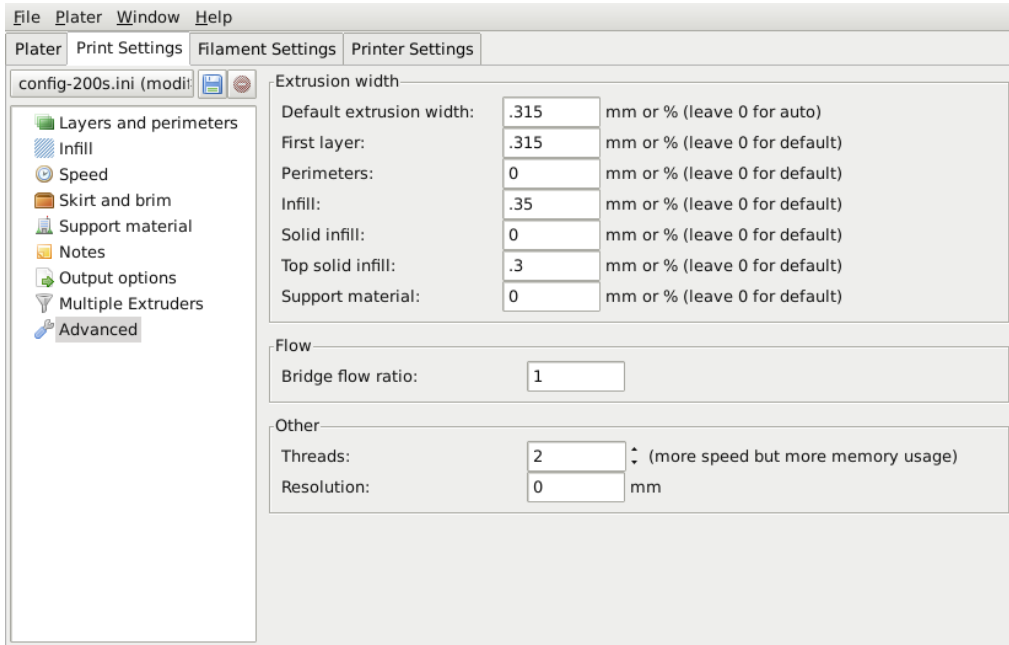 File Plater Window Help
Plater Print Settings Filament Settings Printer Settings
config-200s.ini (modif
Layers and perimeters
Infill
Speed
Skirt and brim
Support material
Notes
Output options
Multiple Extruders
Advanced
Extrusion width
Default extrusion width: .315 mm or % (leave 0 for auto)
First layer: .315 mm or % (leave 0 for default)
Perimeters: 0 mm or % (leave 0 for default)
Infill: .35 mm or % (leave 0 for default)
Solid infill: 0 mm or % (leave 0 for default)
Top solid infill: .3 mm or % (leave 0 for default)
Support material: 0 mm or % (leave 0 for default)
Flow
Bridge flow ratio: 1
Other
Threads: 2 (more speed but more memory usage)
Resolution: 0 mm